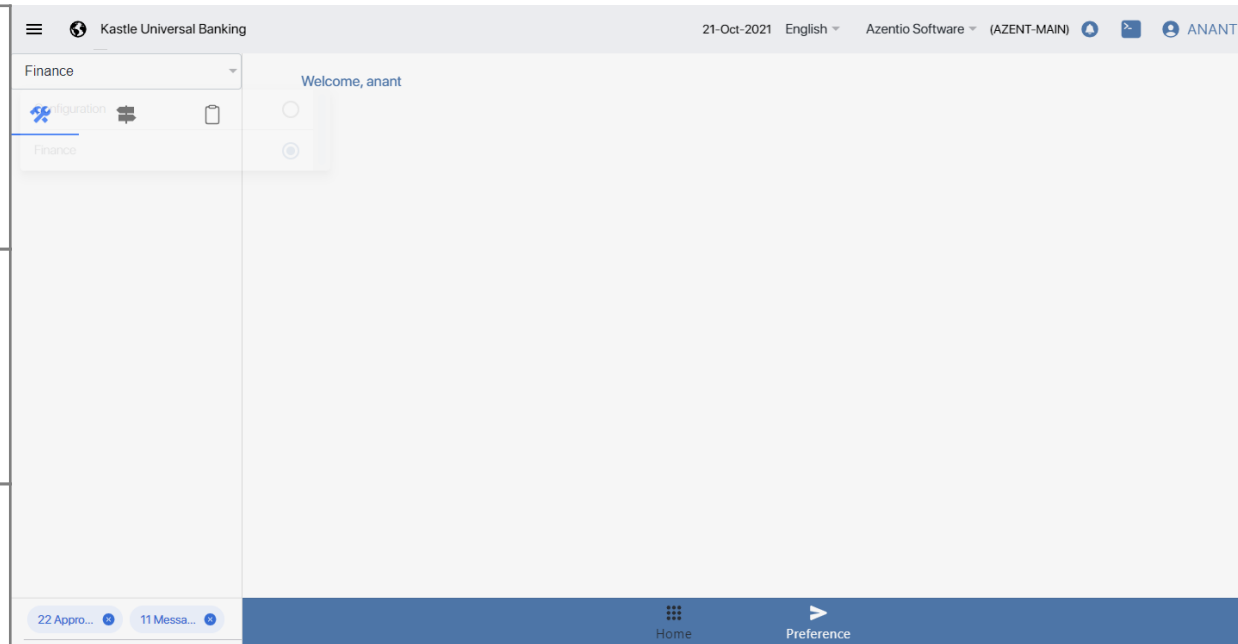 Kastle Universal Banking 21-Oct-2021 English Azentio Software (AZENT-MAIN) ANANT
Finance
Welcome, anant
Configuration
Finance
22 Appro... 11 Messa...
Home Preference